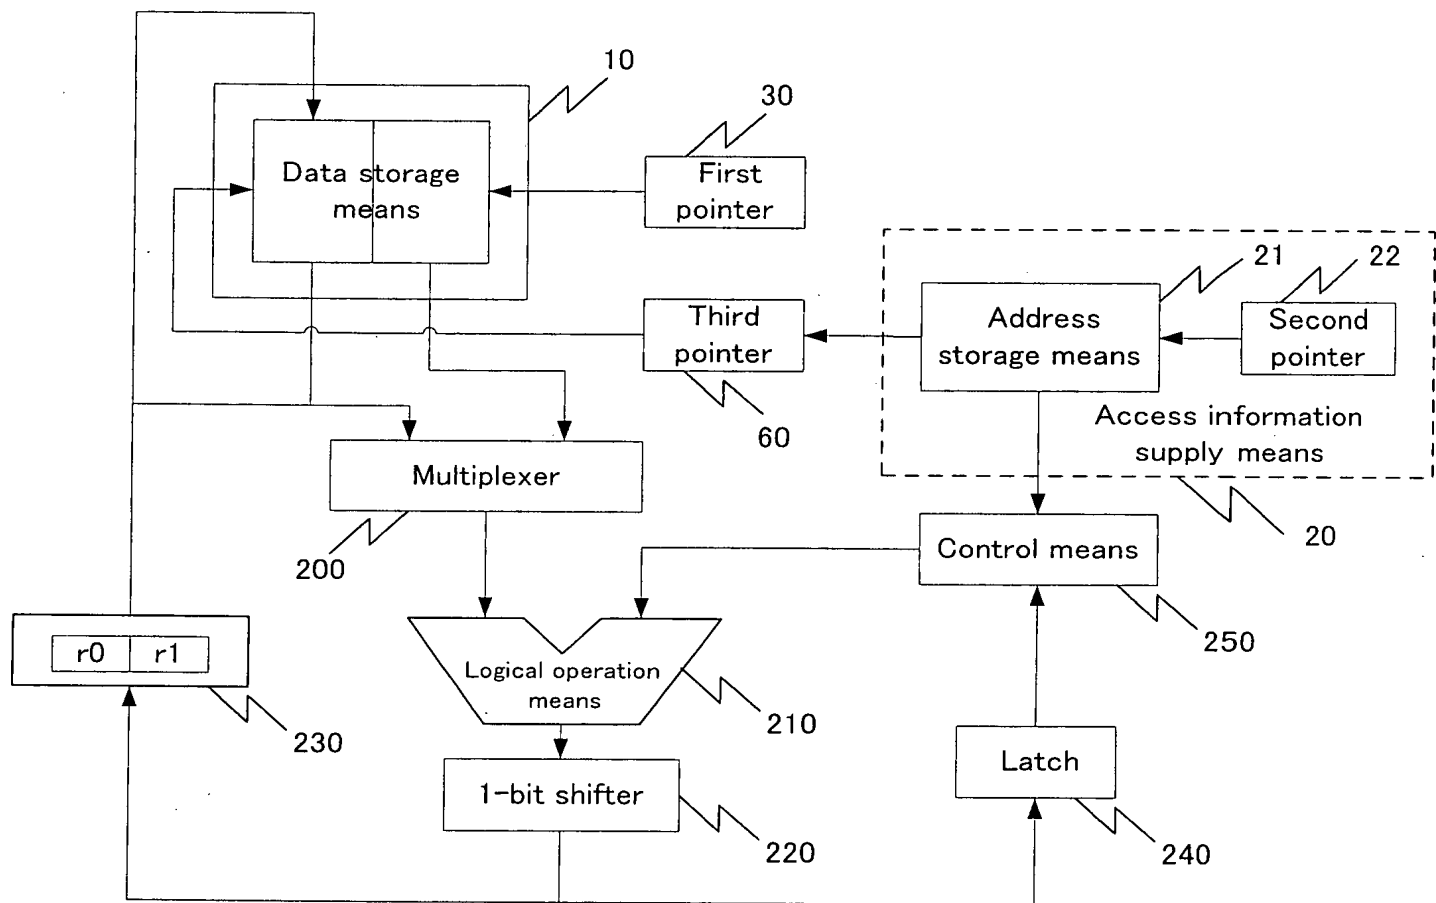 10
30
Data storage
means
First
pointer
21
22
Address
storage means
Second
pointer
Third
pointer
60
Access information
supply means
20
Multiplexer
200
Control means
250
r0 r1
230
Logical operation
means
210
1-bit shifter
220
Latch
240